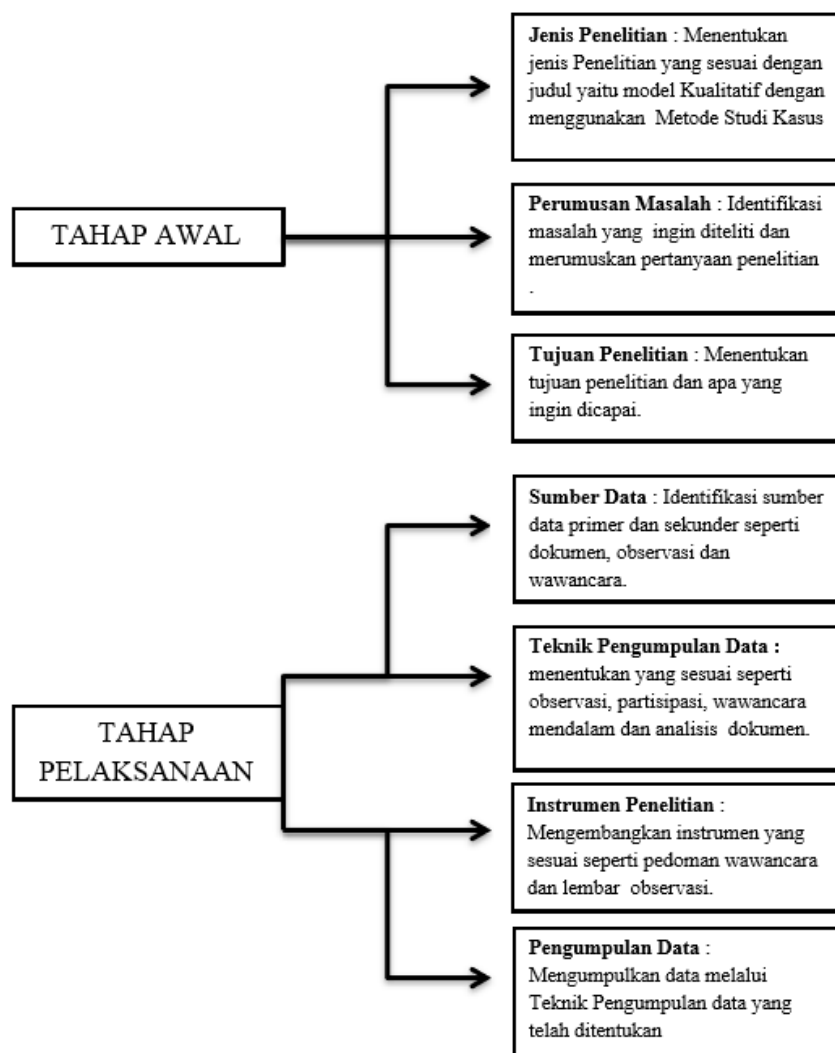 Jenis Penelitian : Menentukan
jenis Penelitian yang sesuai dengan
judul yaitu model Kualitatif dengan
menggunakan Metode Studi Kasus
TAHAP AWAL
Perumusan Masalah : Identifikasi
masalah yang ingin diteliti dan
merumuskan pertanyaan penelitian
.
Tujuan Penelitian : Menentukan
tujuan penelitian dan apa yang
ingin dicapai.
Sumber Data : Identifikasi sumber
data primer dan sekunder seperti
dokumen, observasi dan
wawancara.
TAHAP
PELAKSANAAN
Teknik Pengumpulan Data :
menentukan yang sesuai seperti
observasi, partisipasi, wawancara
mendalam dan analisis dokumen.
Instrumen Penelitian :
Mengembangkan instrumen yang
sesuai seperti pedoman wawancara
dan lembar observasi.
Pengumpulan Data :
Mengumpulkan data melalui
Teknik Pengumpulan data yang
telah ditentukan